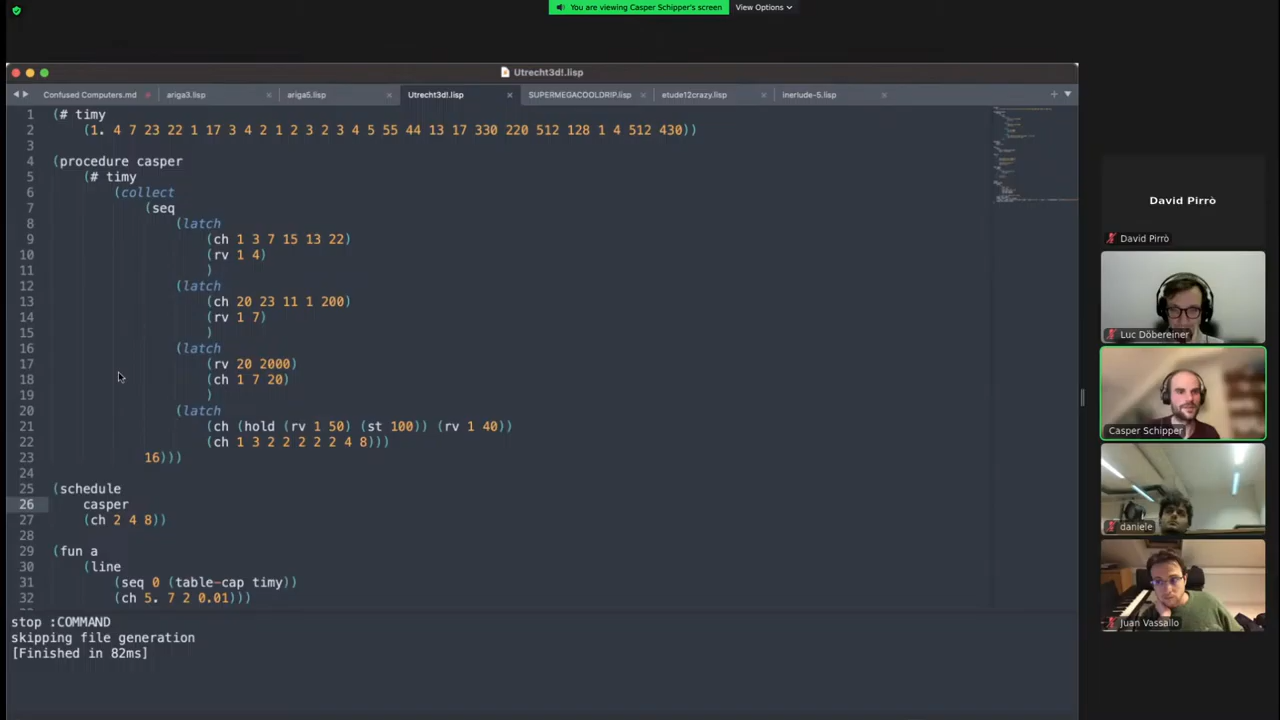 You are viewing Casper Schipper's screen View Options
Utrecht3d!.lisp
Confused Computers.md ariga3.lisp ariga5.lisp Utrecht3d!.lisp SUPERMEGACOOLDRIP.lisp etude12crazy.lisp inerlude-5.lisp
1 (# timy
2 (1. 4 7 23 22 1 17 3 4 2 1 2 3 2 3 4 5 55 44 13 17 330 220 512 128 1 4 512 430))
3
4 (procedure casper
5 (# timy
6 (collect
7 (seq
8 (latch
9 (ch 1 3 7 15 13 22)
10 (rv 1 4)
11 )
12 (latch
13 (ch 20 23 11 1 200)
14 (rv 1 7)
15 )
16 (latch
17 (rv 20 2000)
18 (ch 1 7 20)
19 )
20 (latch
21 (ch (hold (rv 1 50) (st 100)) (rv 1 40))
22 (ch 1 3 2 2 2 2 2 4 8)))
23 16)))
24
25 (schedule
26 casper
27 (ch 2 4 8))
28
29 (fun a
30 (line
31 (seq 0 (table-cap timy))
32 (ch 5. 7 2 0.01)))
stop :COMMAND
skipping file generation
[Finished in 82ms]
David Pirrò
David Pirrò
Luc Döbereiner
Casper Schipper
daniele
Juan Vassallo